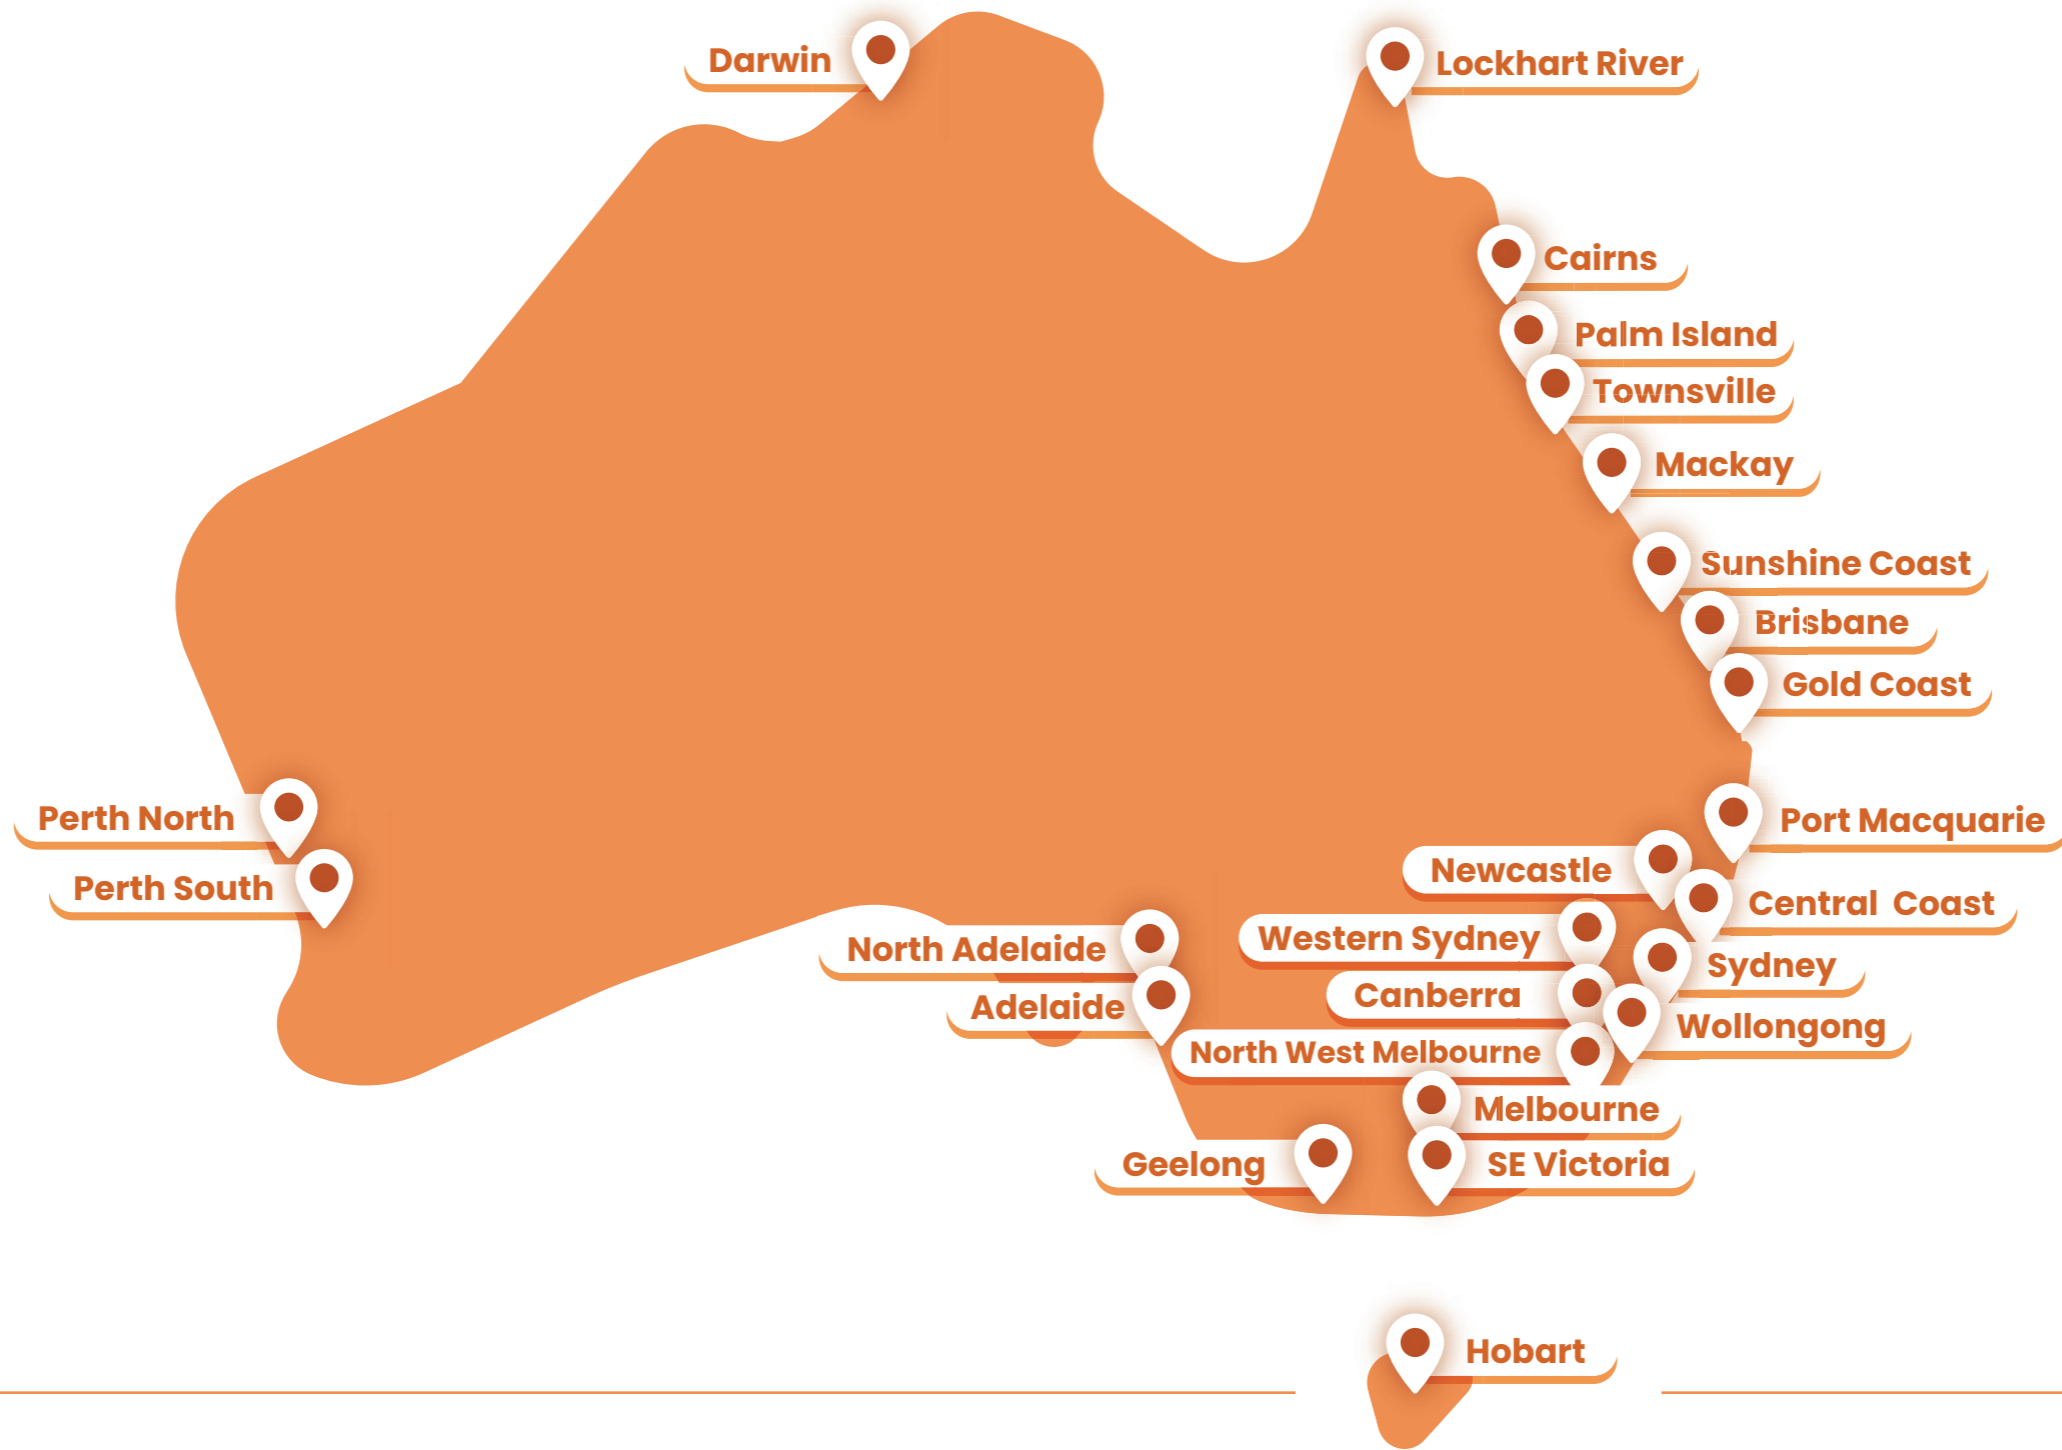 Darwin
Lockhart River
Cairns
Palm Island
Townsville
Mackay
Sunshine Coast
Brisbane
Gold Coast
Perth North
Port Macquarie
Newcastle
Perth South
Central  Coast
Western Sydney
North Adelaide
Sydney
Canberra
Adelaide
Wollongong
North West Melbourne
Melbourne
Geelong
SE Victoria
Hobart